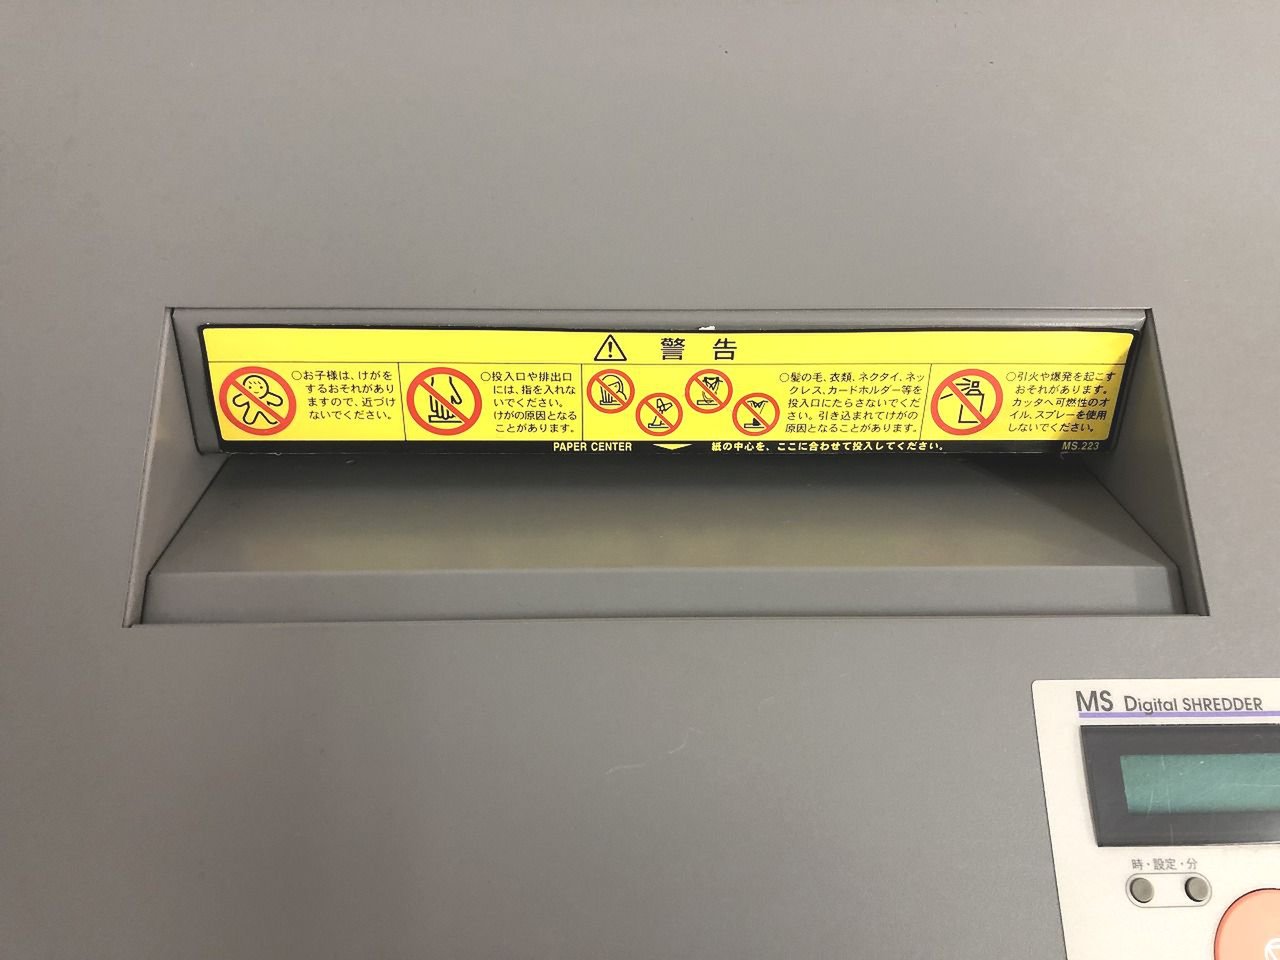 警告
○お子様は、けがを
するおそれがあり
ますので、近づけ
ないでください。
○投入口や排出口
には、指を入れな
いでください。
けがの原因となる
ことがあります。
○髪の毛、衣類、ネクタイ、ネッ
クレス、カードホルダー等を
投入口にたらさないでくだ
さい。引き込まれてけがの
原因となることがあります。
○引火や爆発を起こす
おそれがあります。
カッタへ可燃性のオ
イル、スプレーを使用
しないでください。
PAPER CENTER 紙の中心を、ここに合わせて投入してください。 MS.223
MS Digital SHREDDER
時・設定・分